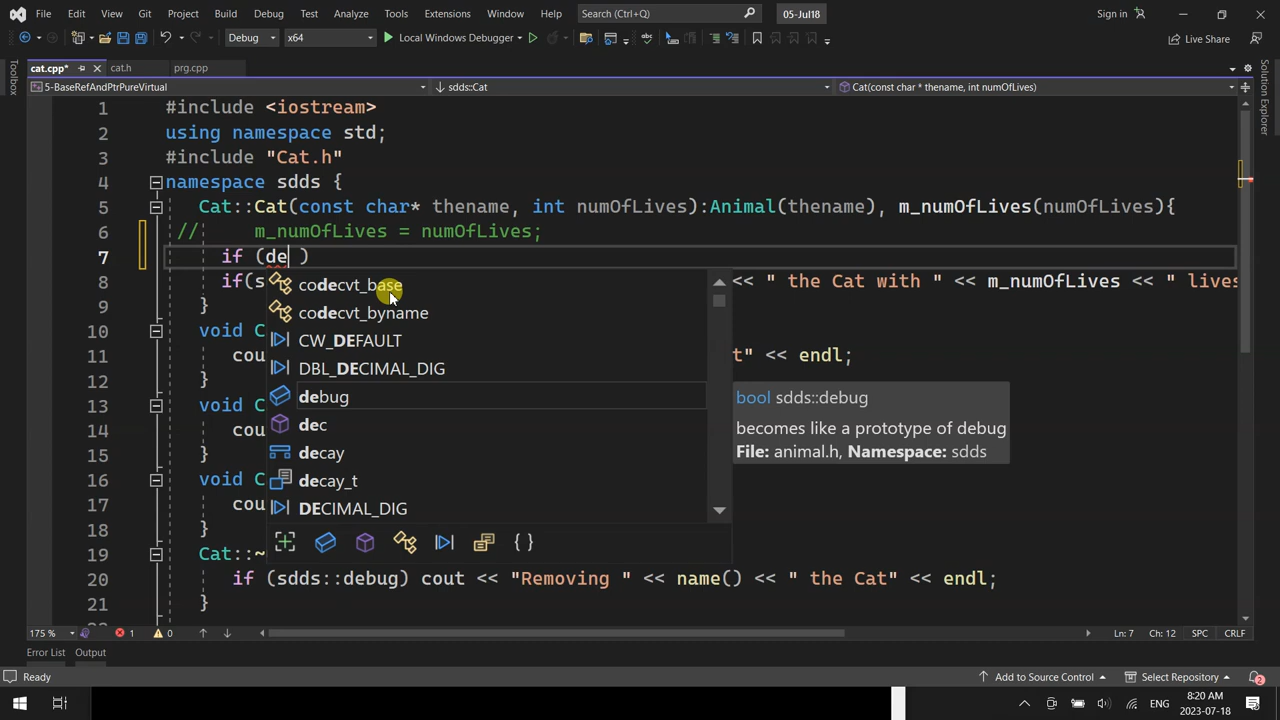 File Edit View Git Project Build Debug Test Analyze Tools Extensions Window Help Search (Ctrl+Q) 05-Jul18 Sign in
Debug x64 Local Windows Debugger Live Share
cat.cpp* cat.h prg.cpp
Toolbox
Solution Explorer
5-BaseRefAndPtrPureVirtual sdds::Cat Cat(const char * thename, int numOfLives)
1 #include <iostream>
2 using namespace std;
3 #include "Cat.h"
4 namespace sdds {
5 Cat::Cat(const char* thename, int numOfLives):Animal(thename), m_numOfLives(numOfLives){
6 // m_numOfLives = numOfLives;
7 if (de )
8 if(s << " the Cat with " << m_numOfLives << " lives
9 }
10 void C
11 cou t" << endl;
12 }
13 void C
14 cou
15 }
16 void C
17 cou
18 }
19 Cat::~
20 if (sdds::debug) cout << "Removing " << name() << " the Cat" << endl;
21 }
codecvt_base
codecvt_byname
CW_DEFAULT
DBL_DECIMAL_DIG
debug
dec
decay
decay_t
DECIMAL_DIG
{ }
bool sdds::debug
becomes like a prototype of debug
File: animal.h, Namespace: sdds
175 % 1 0 Ln: 7 Ch: 12 SPC CRLF
Error List Output
Ready Add to Source Control Select Repository 2
ENG 8:20 AM
2023-07-18